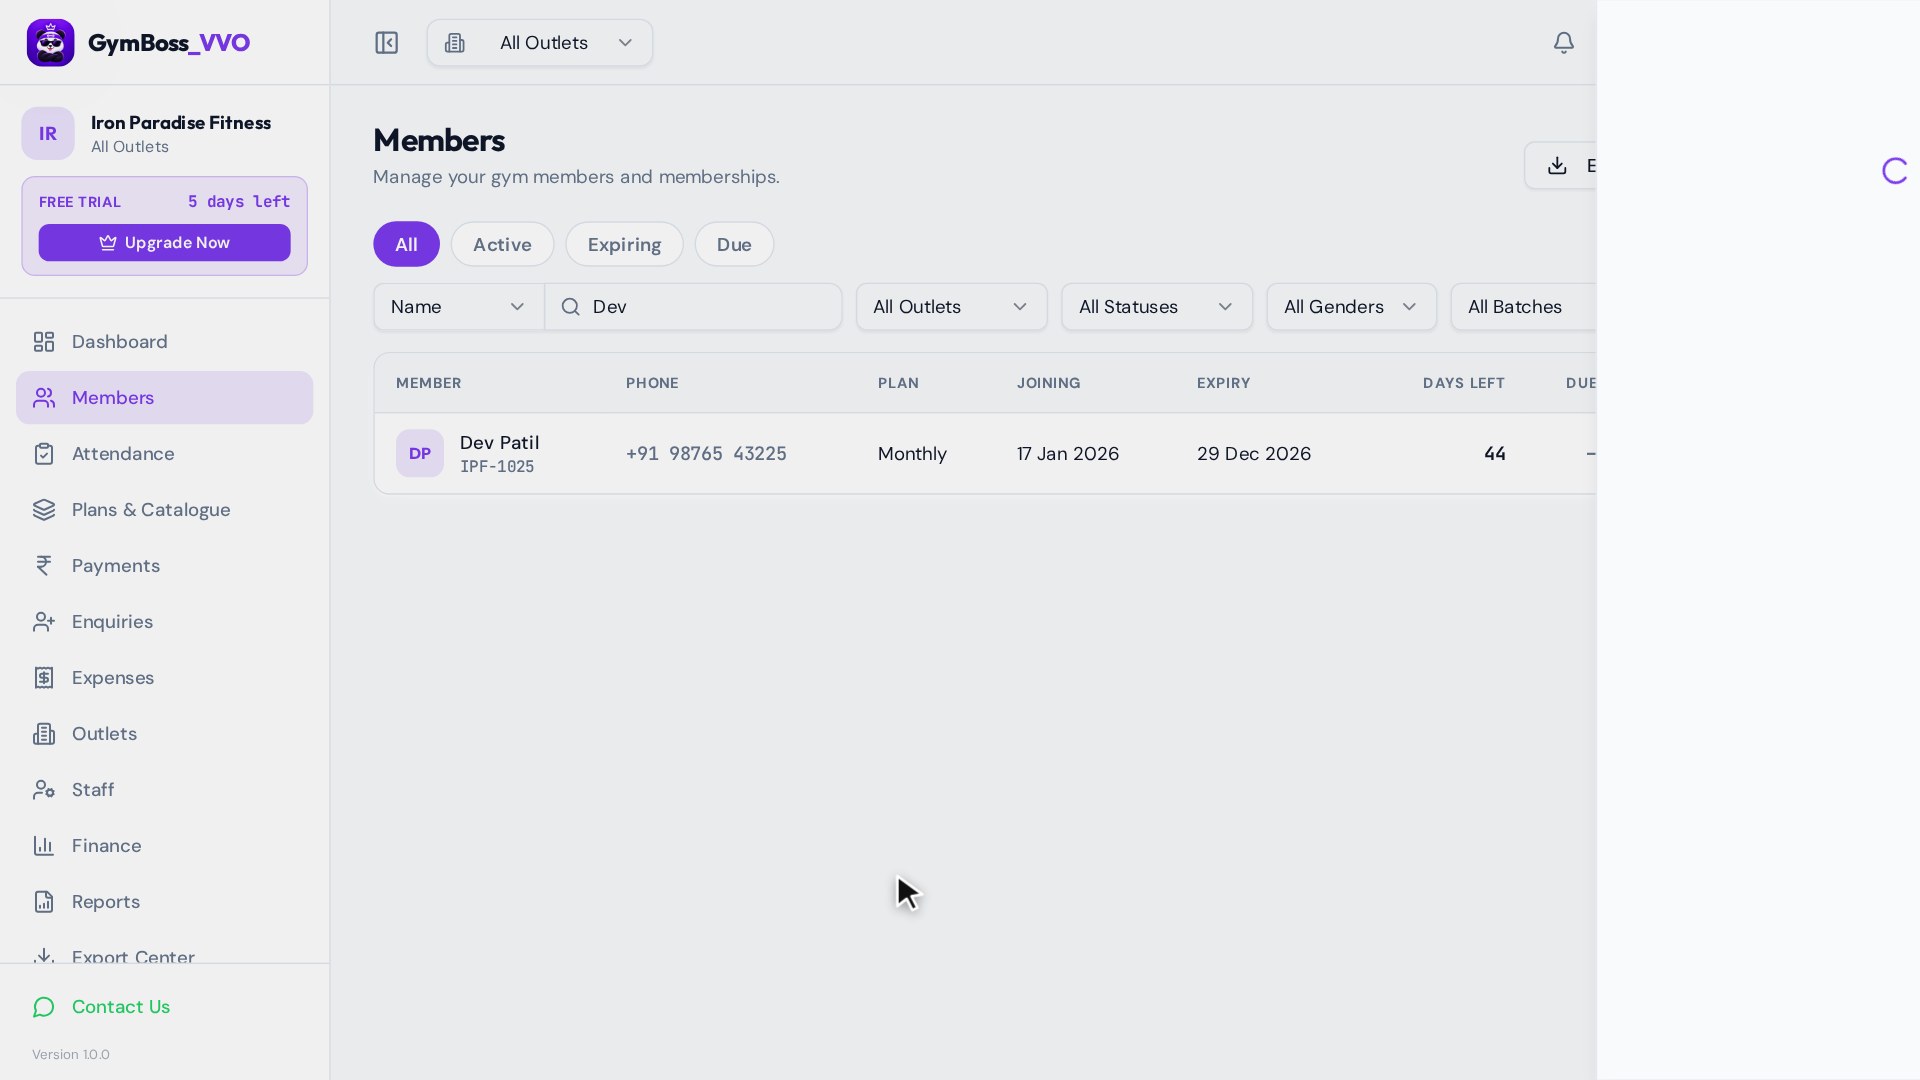 GymBoss_VVO
All Outlets
IR
Iron Paradise Fitness
All Outlets
FREE TRIAL 5 days left
Upgrade Now
Dashboard
Members
Attendance
Plans & Catalogue
Payments
Enquiries
Expenses
Outlets
Staff
Finance
Reports
Export Center
Contact Us
Version 1.0.0
Members
Manage your gym members and memberships.
All Active Expiring Due
Name Dev All Outlets All Statuses All Genders All Batches
MEMBER PHONE PLAN JOINING EXPIRY DAYS LEFT DUE
DP Dev Patil +91 98765 43225 Monthly 17 Jan 2026 29 Dec 2026 44
IPF-1025